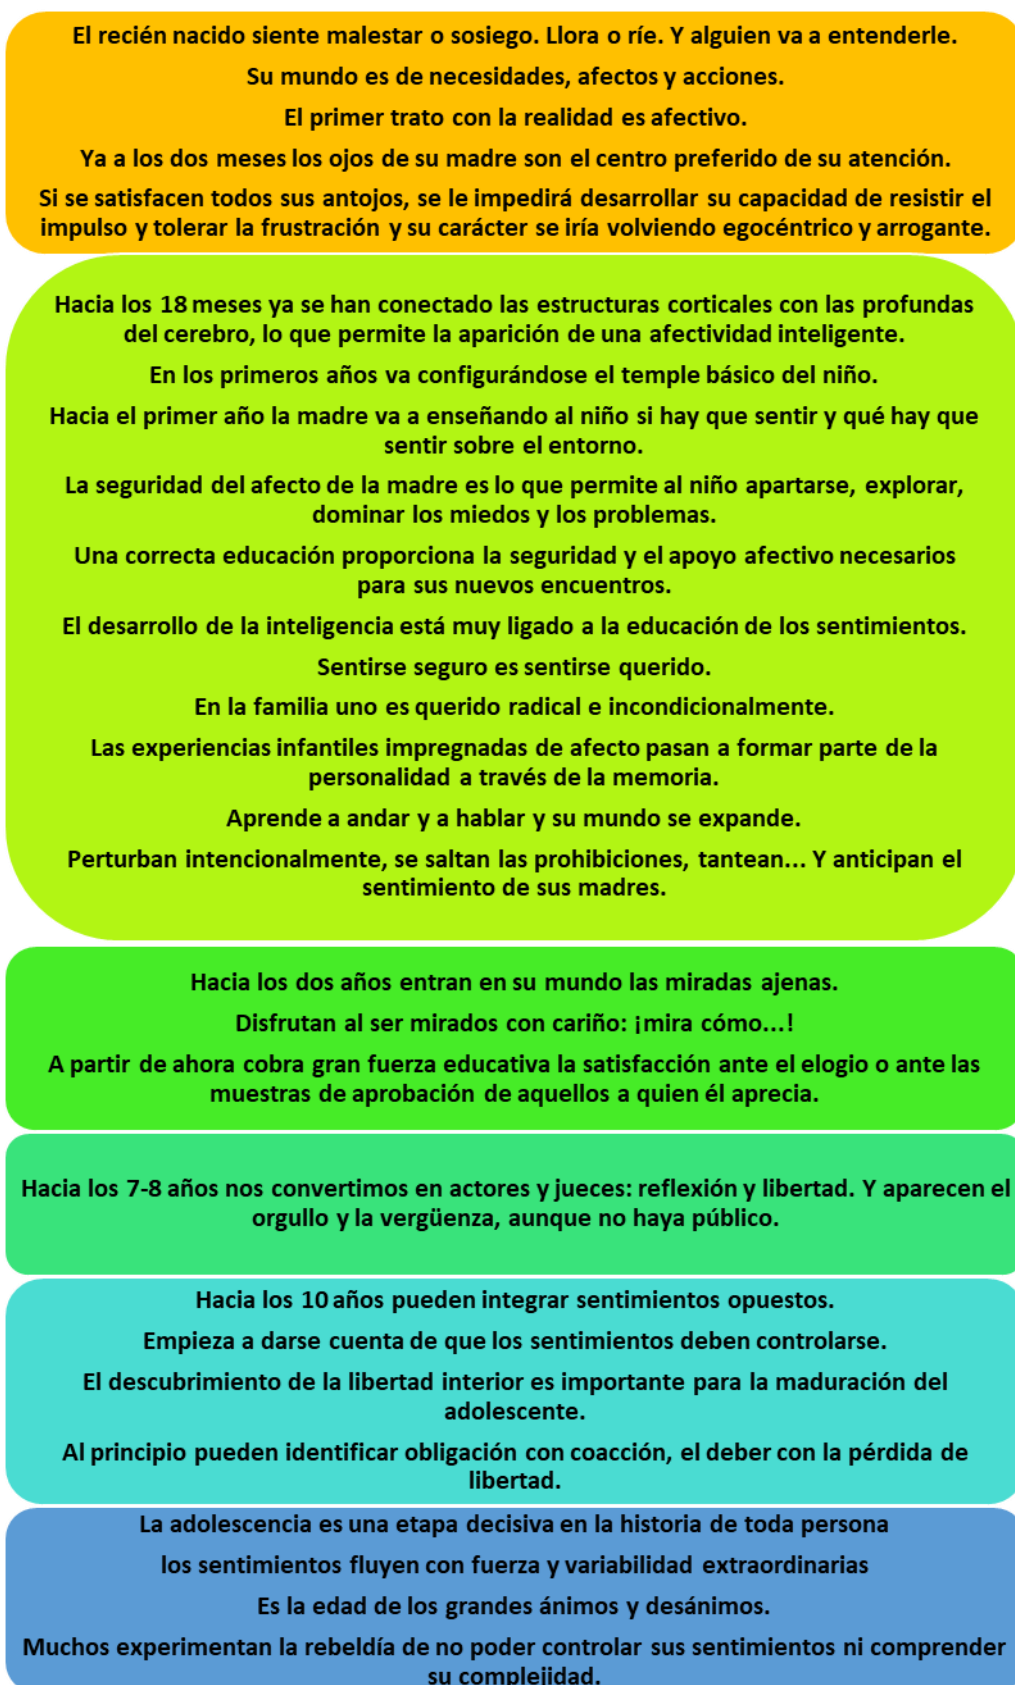 El recién nacido siente malestar o sosiego. Llora o ríe. Y alguien va a entenderle.
Su mundo es de necesidades, afectos y acciones.
El primer trato con la realidad es afectivo.
Ya a los dos meses los ojos de su madre son el centro preferido de su atención.
Si se satisfacen todos sus antojos, se le impedirá desarrollar su capacidad de resistir el
impulso y tolerar la frustración y su carácter se iría volviendo egocéntrico y arrogante.
Hacia los 18 meses ya se han conectado las estructuras corticales con las profundas
del cerebro, lo que permite la aparición de una afectividad inteligente.
En los primeros años va configurándose el temple básico del niño.
Hacia el primer año la madre va a enseñando al niño si hay que sentir y qué hay que
sentir sobre el entorno.
La seguridad del afecto de la madre es lo que permite al niño apartarse, explorar,
dominar los miedos y los problemas.
Una correcta educación proporciona la seguridad y el apoyo afectivo necesarios
para sus nuevos encuentros.
El desarrollo de la inteligencia está muy ligado a la educación de los sentimientos.
Sentirse seguro es sentirse querido.
En la familia uno es querido radical e incondicionalmente.
Las experiencias infantiles impregnadas de afecto pasan a formar parte de la
personalidad a través de la memoria.
Aprende a andar y a hablar y su mundo se expande.
Perturban intencionalmente, se saltan las prohibiciones, tantean... Y anticipan el
sentimiento de sus madres.
Hacia los dos años entran en su mundo las miradas ajenas.
Disfrutan al ser mirados con cariño: ¡mira cómo...!
A partir de ahora cobra gran fuerza educativa la satisfacción ante el elogio o ante las
muestras de aprobación de aquellos a quien él aprecia.
Hacia los 7-8 años nos convertimos en actores y jueces: reflexión y libertad. Y aparecen el
orgullo y la vergüenza, aunque no haya público.
Hacia los 10 años pueden integrar sentimientos opuestos.
Empieza a darse cuenta de que los sentimientos deben controlarse.
El descubrimiento de la libertad interior es importante para la maduración del
adolescente.
Al principio pueden identificar obligación con coacción, el deber con la pérdida de
libertad.
La adolescencia es una etapa decisiva en la historia de toda persona
los sentimientos fluyen con fuerza y variabilidad extraordinarias
Es la edad de los grandes ánimos y desánimos.
Muchos experimentan la rebeldía de no poder controlar sus sentimientos ni comprender
su complejidad.